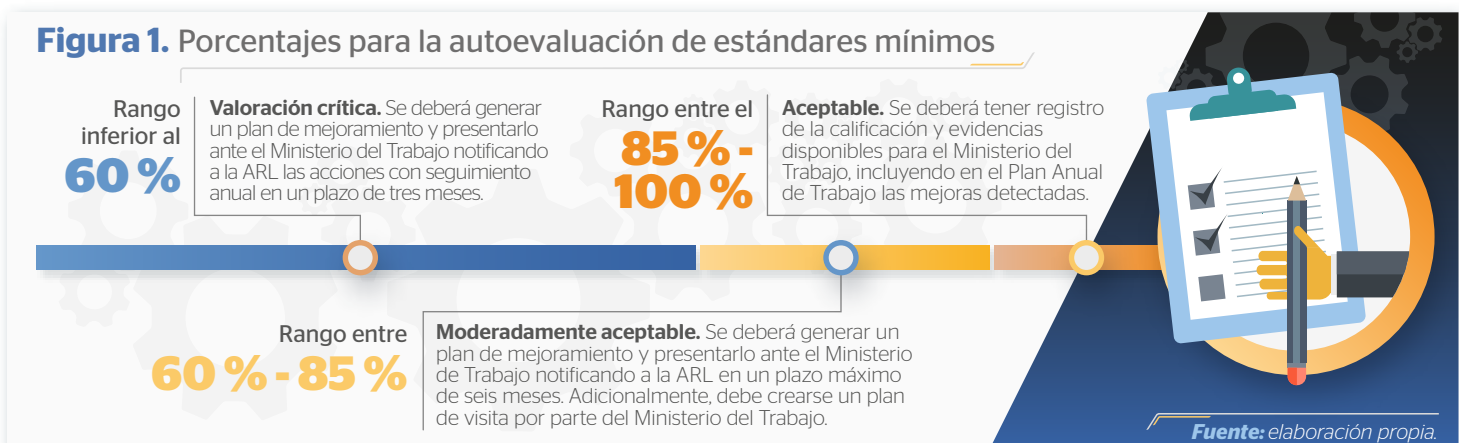 Figura 1. Porcentajes para la autoevaluación de estándares mínimos
Rango
inferior al
60 %
Valoración crítica. Se deberá generar
un plan de mejoramiento y presentarlo
ante el Ministerio del Trabajo notificando
a la ARL las acciones con seguimiento
anual en un plazo de tres meses.
Rango entre el
85 % -
100 %
Aceptable. Se deberá tener registro
de la calificación y evidencias
disponibles para el Ministerio del
Trabajo, incluyendo en el Plan Anual
de Trabajo las mejoras detectadas.
Rango entre
60 % - 85 %
Moderadamente aceptable. Se deberá generar un
plan de mejoramiento y presentarlo ante el Ministerio
de Trabajo notificando a la ARL en un plazo máximo
de seis meses. Adicionalmente, debe crearse un plan
de visita por parte del Ministerio del Trabajo.
Fuente: elaboración propia.